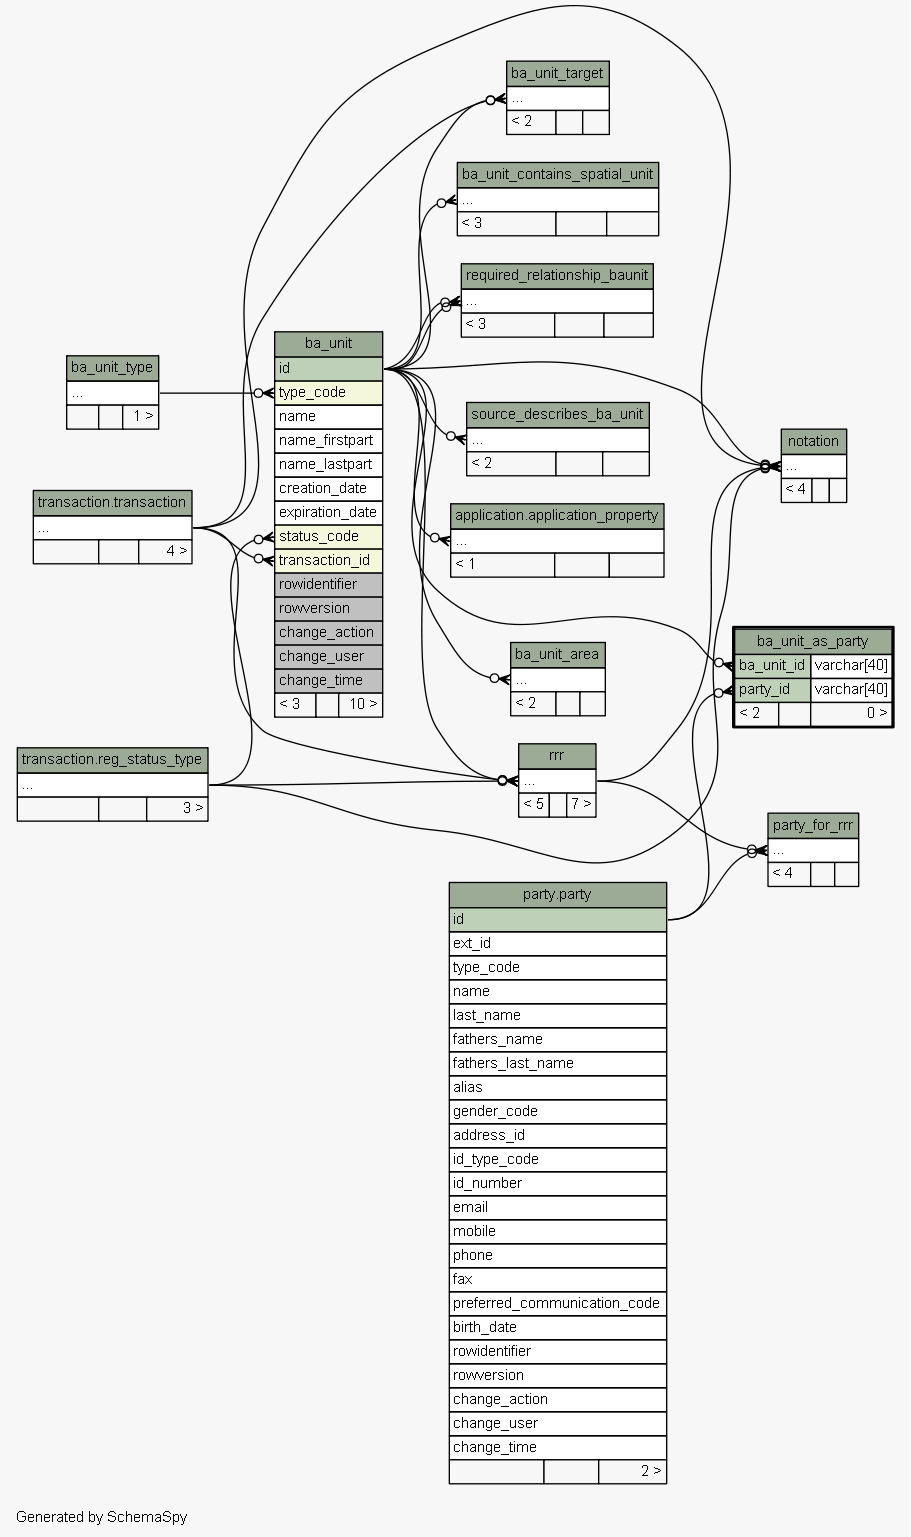 ba_unit_target
...
< 2
ba_unit_contains_spatial_unit
...
< 3
required_relationship_baunit
...
< 3
ba_unit
id
type_code
name
name_firstpart
name_lastpart
creation_date
expiration_date
status_code
transaction_id
rowidentifier
rowversion
change_action
change_user
change_time
< 3 10 >
ba_unit_type
...
1 >
source_describes_ba_unit
...
< 2
notation
...
< 4
transaction.transaction
...
4 >
application.application_property
...
< 1
ba_unit_as_party
ba_unit_id varchar[40]
party_id varchar[40]
< 2 0 >
ba_unit_area
...
< 2
transaction.reg_status_type
...
3 >
rrr
...
< 5 7 >
party_for_rrr
...
< 4
party.party
id
ext_id
type_code
name
last_name
fathers_name
fathers_last_name
alias
gender_code
address_id
id_type_code
id_number
email
mobile
phone
fax
preferred_communication_code
birth_date
rowidentifier
rowversion
change_action
change_user
change_time
2 >
Generated by SchemaSpy